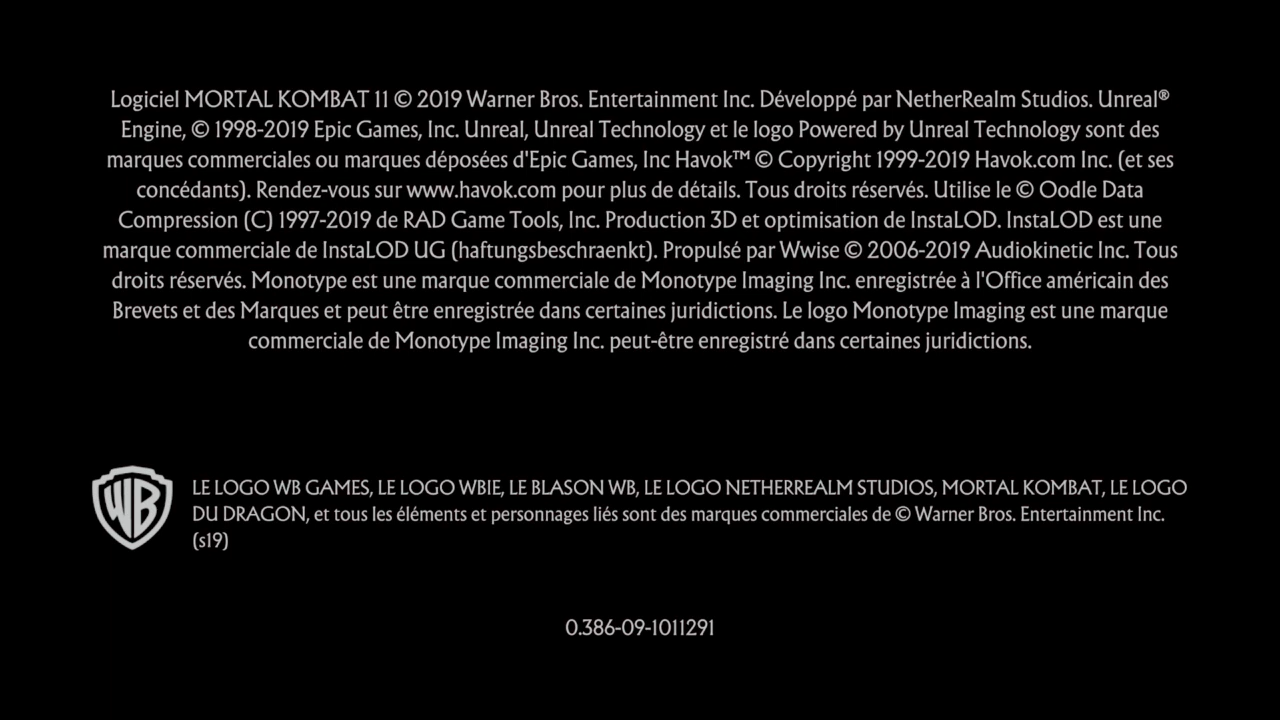 Logiciel MORTAL KOMBAT 11 © 2019 Warner Bros. Entertainment Inc. Développé par NetherRealm Studios. Unreal®
Engine, © 1998-2019 Epic Games, Inc. Unreal, Unreal Technology et le logo Powered by Unreal Technology sont des
marques commerciales ou marques déposées d'Epic Games, Inc Havok™ © Copyright 1999-2019 Havok.com Inc. (et ses
concédants). Rendez-vous sur www.havok.com pour plus de détails. Tous droits réservés. Utilise le © Oodle Data
Compression (C) 1997-2019 de RAD Game Tools, Inc. Production 3D et optimisation de InstaLOD. InstaLOD est une
marque commerciale de InstaLOD UG (haftungsbeschraenkt). Propulsé par Wwise © 2006-2019 Audiokinetic Inc. Tous
droits réservés. Monotype est une marque commerciale de Monotype Imaging Inc. enregistrée à l'Office américain des
Brevets et des Marques et peut être enregistrée dans certaines juridictions. Le logo Monotype Imaging est une marque
commerciale de Monotype Imaging Inc. peut-être enregistré dans certaines juridictions.
WB
LE LOGO WB GAMES, LE LOGO WBIE, LE BLASON WB, LE LOGO NETHERREALM STUDIOS, MORTAL KOMBAT, LE LOGO
DU DRAGON, et tous les éléments et personnages liés sont des marques commerciales de © Warner Bros. Entertainment Inc.
(s19)
0.386-09-1011291